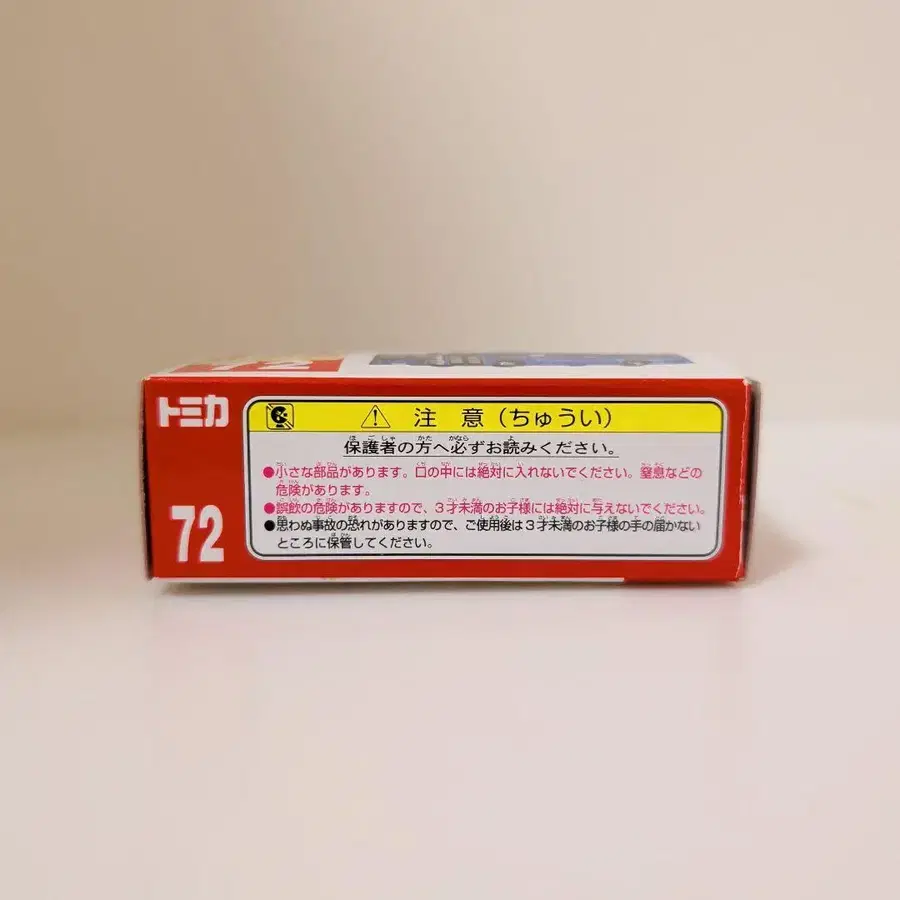 トミカ
72
注意(ちゅうい)
保護者の方へ必ずお読みください。
●小さな部品があります。口の中には絶対に入れないでください。窒息などの
危険があります。
●誤飲の危険がありますので、3才未満のお子様には絶対に与えないでください。
●思わぬ事故の恐れがありますので、ご使用後は3才未満のお子様の手の届かない
ところに保管してください。